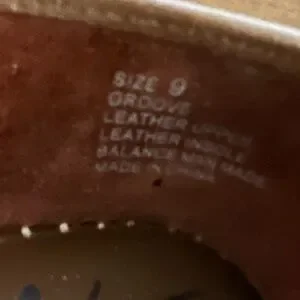 SIZE 9
GROOVE
LEATHER UPPER
LEATHER INSOLE
BALANCE MAN MADE
MADE IN CHINA